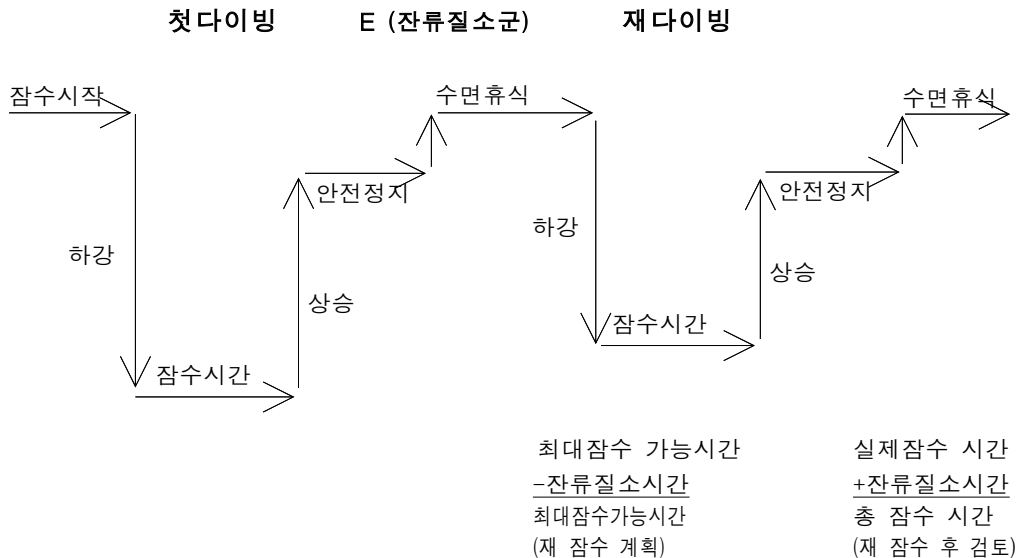 첫다이빙 E (잔류질소군) 재다이빙
잠수시작
수면휴식
수면휴식
안전정지
안전정지
하강
하강
상승
상승
잠수시간
잠수시간
최대잠수 가능시간
-잔류질소시간
최대잠수가능시간
(재 잠수 계획)
실제잠수 시간
+잔류질소시간
총 잠수 시간
(재 잠수 후 검토)